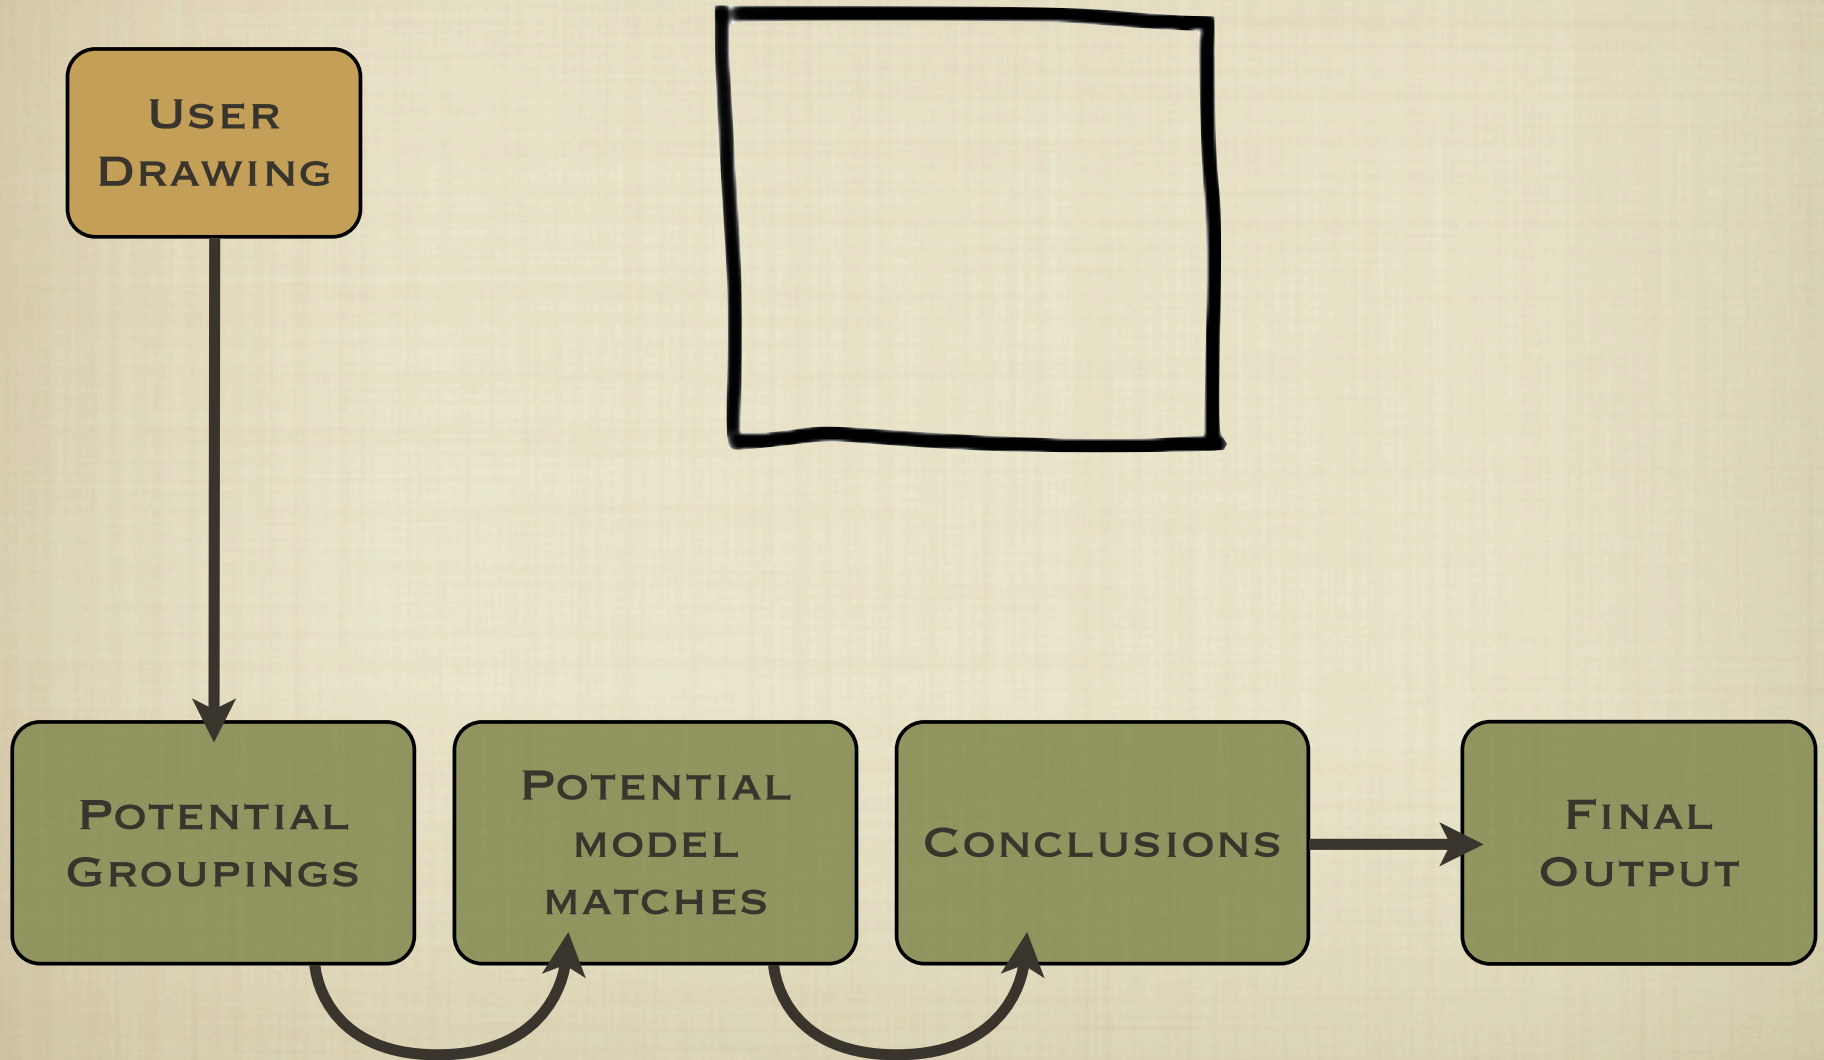 User
Drawing
Potential
Groupings
Potential
model
matches
Conclusions
Final
Output